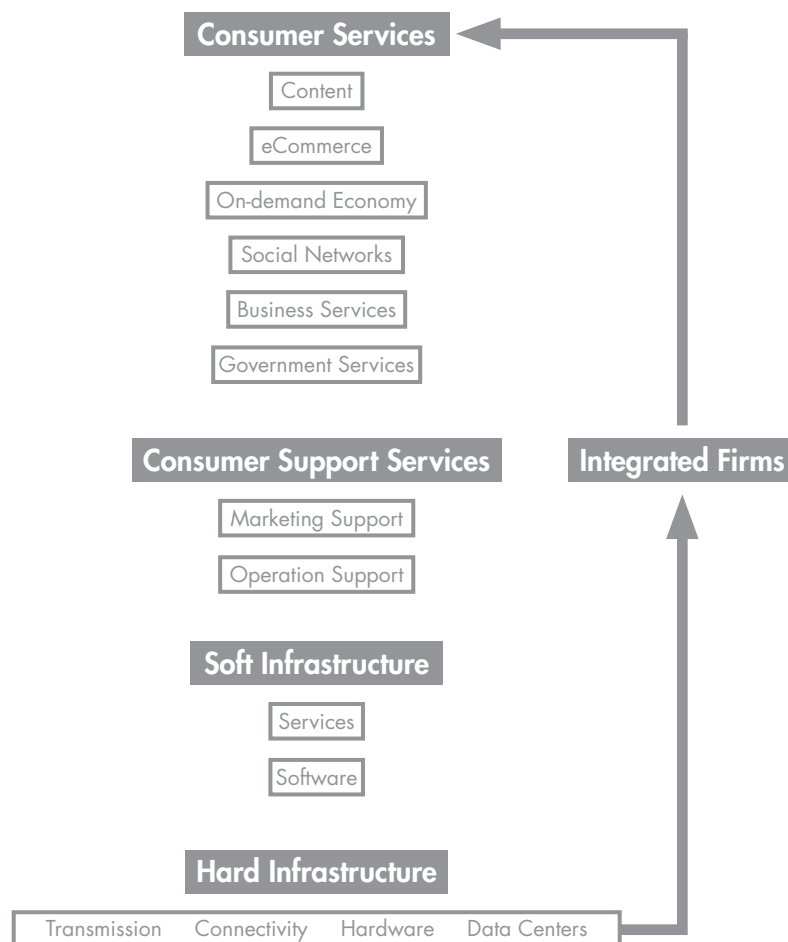 Consumer Services
Content
eCommerce
On-demand Economy
Social Networks
Business Services
Government Services
Consumer Support Services
Integrated Firms
Marketing Support
Operation Support
Soft Infrastructure
Services
Software
Hard Infrastructure
Transmission Connectivity Hardware Data Centers